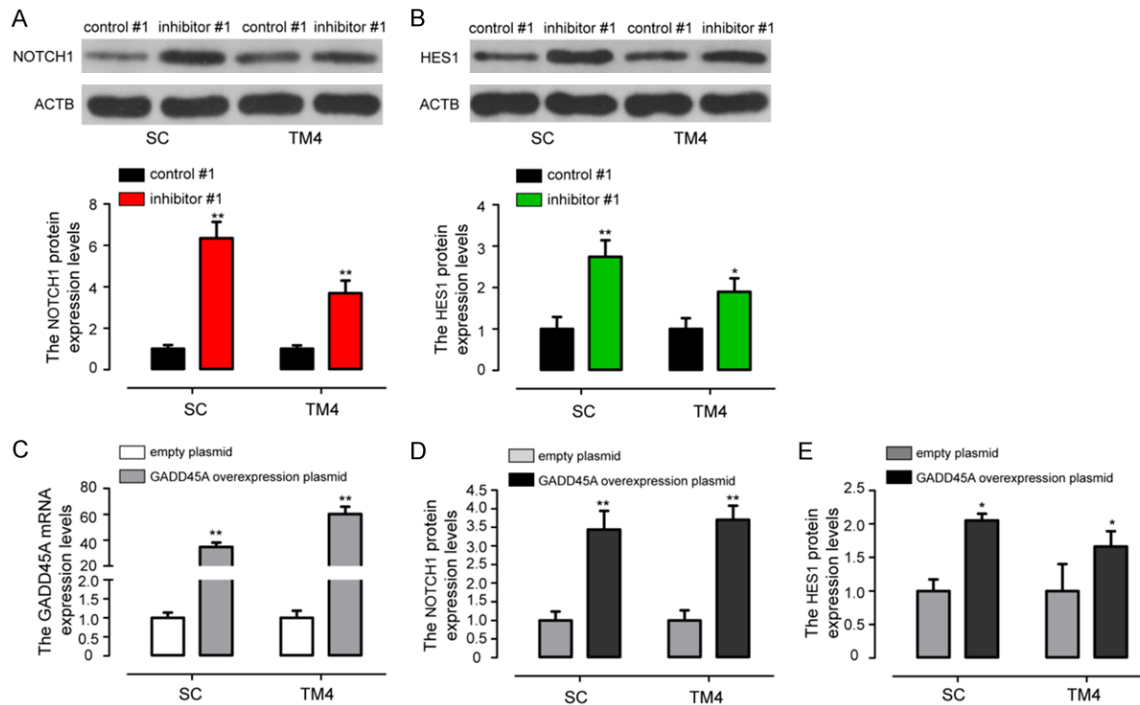 A
control #1 inhibitor #1 control #1 inhibitor #1
NOTCH1
ACTB
SC TM4
control #1
inhibitor #1
The NOTCH1 protein
expression levels
8
6
4
2
0
**
**
SC TM4
B
control #1 inhibitor #1 control #1 inhibitor #1
HES1
ACTB
SC TM4
control #1
inhibitor #1
The HES1 protein
expression levels
4
3
2
1
0
**
*
SC TM4
C
empty plasmid
GADD45A overexpression plasmid
The GADD45A mRNA
expression levels
80
60
40
20
2.0
1.5
1.0
0.5
0
**
**
SC TM4
D
empty plasmid
GADD45A overexpression plasmid
The NOTCH1 protein
expression levels
4.5
4.0
3.5
3.0
2.5
2.0
1.5
1.0
0.5
0
**
**
SC TM4
E
empty plasmid
GADD45A overexpression plasmid
The HES1 protein
expression levels
2.5
2.0
1.5
1.0
0.5
0
*
*
SC TM4